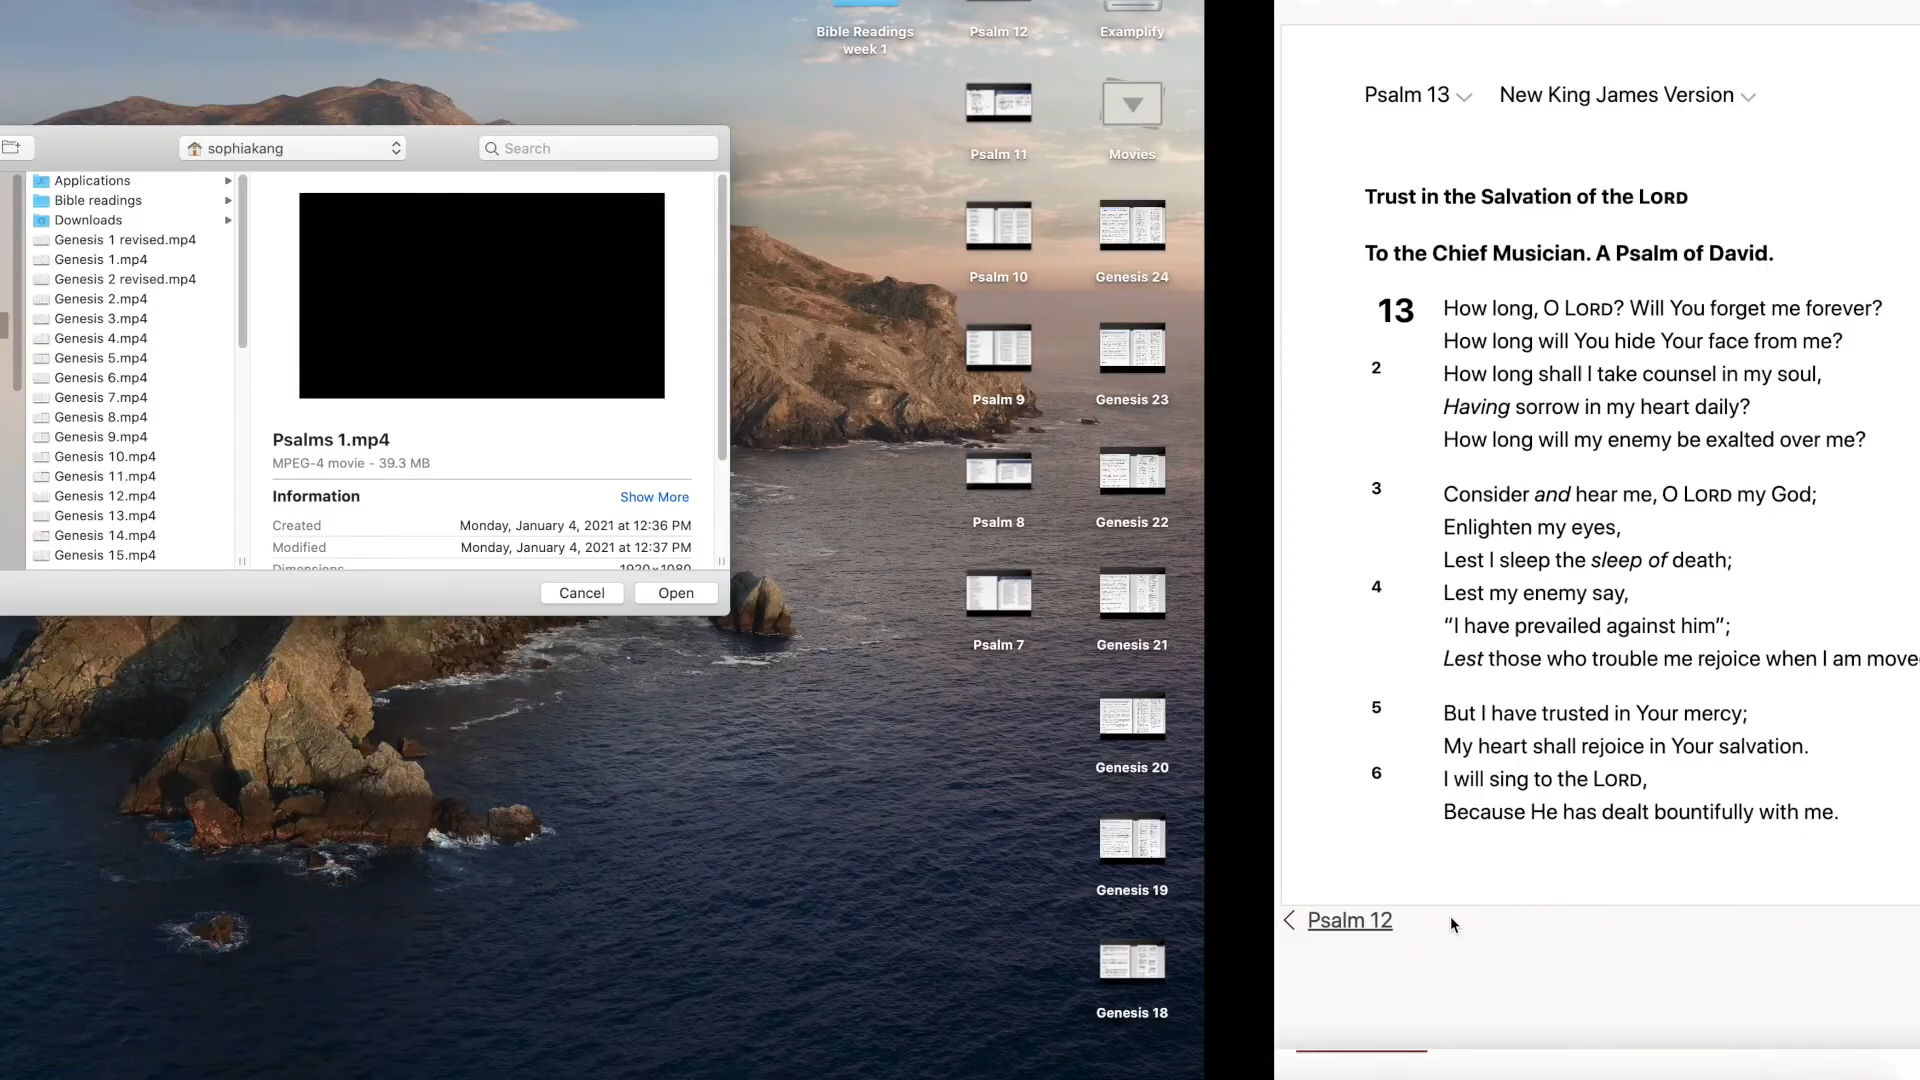 Bible Readings
week 1
Psalm 12
Examplify
Psalm 11
Movies
Psalm 10
Genesis 24
Psalm 9
Genesis 23
Psalm 8
Genesis 22
Psalm 7
Genesis 21
Genesis 20
Genesis 19
Genesis 18
sophiakang
Search
Applications
Bible readings
Downloads
Genesis 1 revised.mp4
Genesis 1.mp4
Genesis 2 revised.mp4
Genesis 2.mp4
Genesis 3.mp4
Genesis 4.mp4
Genesis 5.mp4
Genesis 6.mp4
Genesis 7.mp4
Genesis 8.mp4
Genesis 9.mp4
Genesis 10.mp4
Genesis 11.mp4
Genesis 12.mp4
Genesis 13.mp4
Genesis 14.mp4
Genesis 15.mp4
Psalms 1.mp4
MPEG-4 movie - 39.3 MB
Information Show More
Created Monday, January 4, 2021 at 12:36 PM
Modified Monday, January 4, 2021 at 12:37 PM
Dimensions 1920×1080
Cancel Open
Psalm 13 New King James Version
Trust in the Salvation of the LORD
To the Chief Musician. A Psalm of David.
13 How long, O LORD? Will You forget me forever?
How long will You hide Your face from me?
2 How long shall I take counsel in my soul,
Having sorrow in my heart daily?
How long will my enemy be exalted over me?
3 Consider and hear me, O LORD my God;
Enlighten my eyes,
Lest I sleep the sleep of death;
4 Lest my enemy say,
“I have prevailed against him”;
Lest those who trouble me rejoice when I am move
5 But I have trusted in Your mercy;
My heart shall rejoice in Your salvation.
6 I will sing to the LORD,
Because He has dealt bountifully with me.
Psalm 12